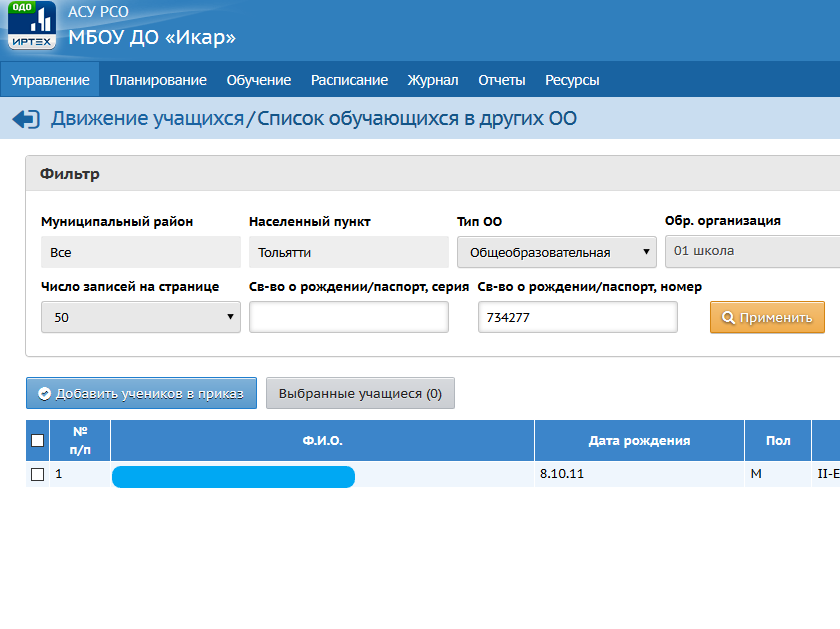 ОДО
ИРТЕХ
АСУ РСО
МБОУ ДО «Икар»
Управление Планирование Обучение Расписание Журнал Отчеты Ресурсы
Движение учащихся/Список обучающихся в других ОО
Фильтр
Муниципальный район Населенный пункт Тип ОО Обр. организация
Все Тольятти Общеобразовательная 01 школа
Число записей на странице Св-во о рождении/паспорт, серия Св-во о рождении/паспорт, номер
50 734277 Применить
Добавить учеников в приказ Выбранные учащиеся (0)
№ п/п Ф.И.О. Дата рождения Пол
1 8.10.11 М II-Е